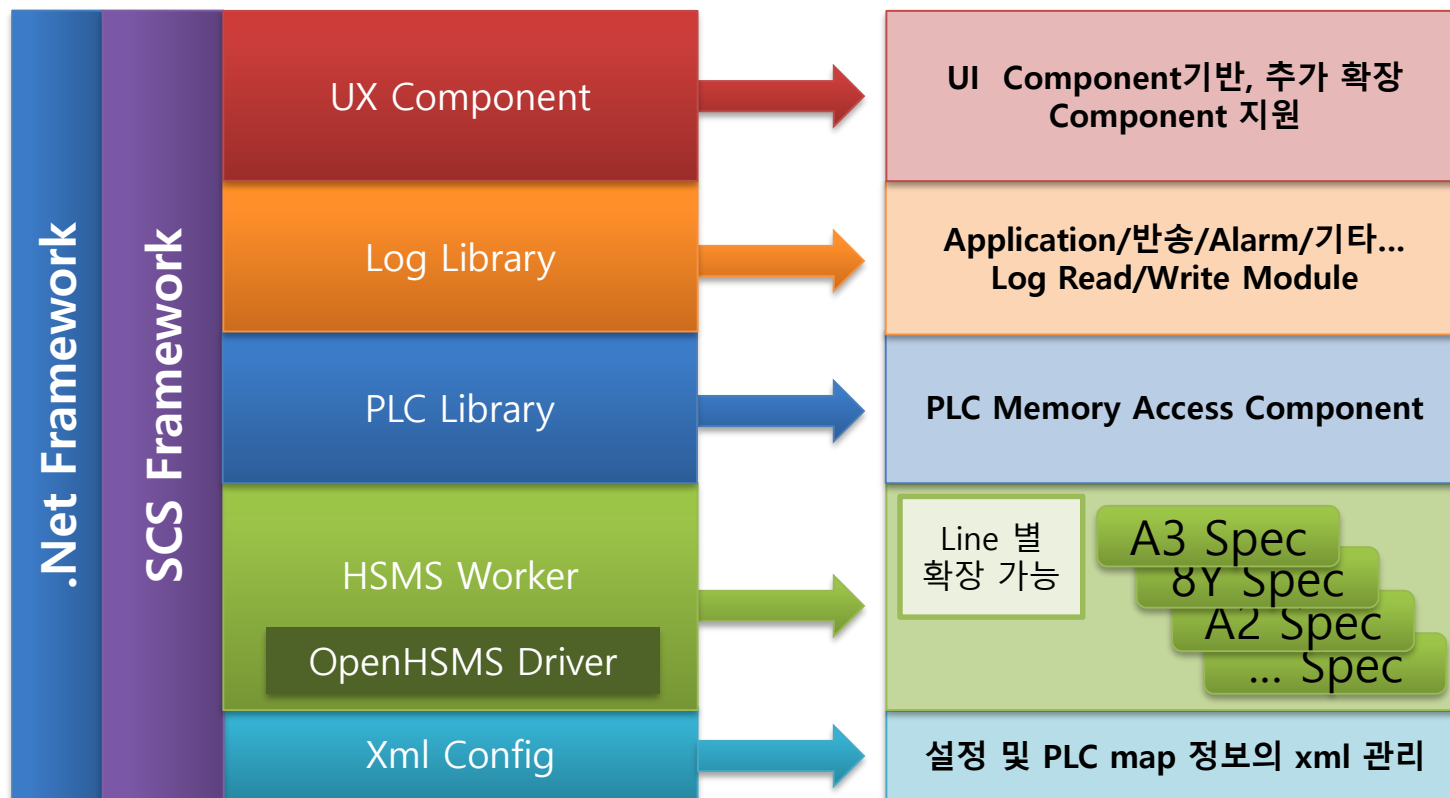 .Net Framework
SCS Framework
UX Component
UI Component기반, 추가 확장
Component 지원
Log Library
Application/반송/Alarm/기타...
Log Read/Write Module
PLC Library
PLC Memory Access Component
HSMS Worker
OpenHSMS Driver
Line 별
확장 가능
A3 Spec
8Y Spec
A2 Spec
... Spec
Xml Config
설정 및 PLC map 정보의 xml 관리